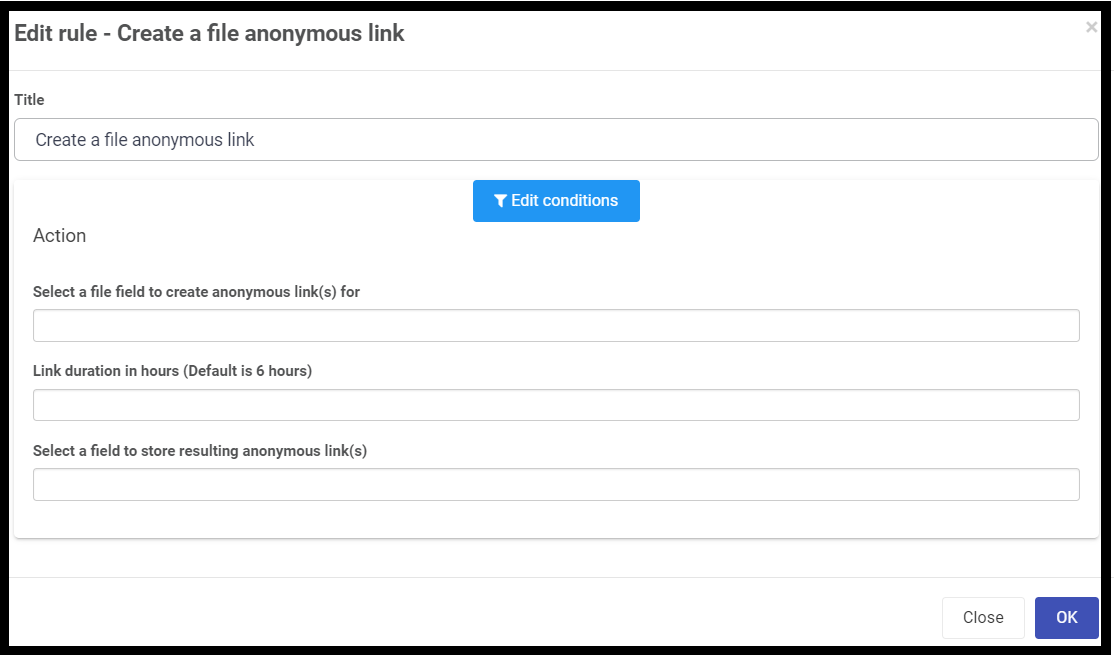 Edit rule - Create a file anonymous link
×
Title
Create a file anonymous link
Edit conditions
Action
Select a file field to create anonymous link(s) for
Link duration in hours (Default is 6 hours)
Select a field to store resulting anonymous link(s)
Close
OK